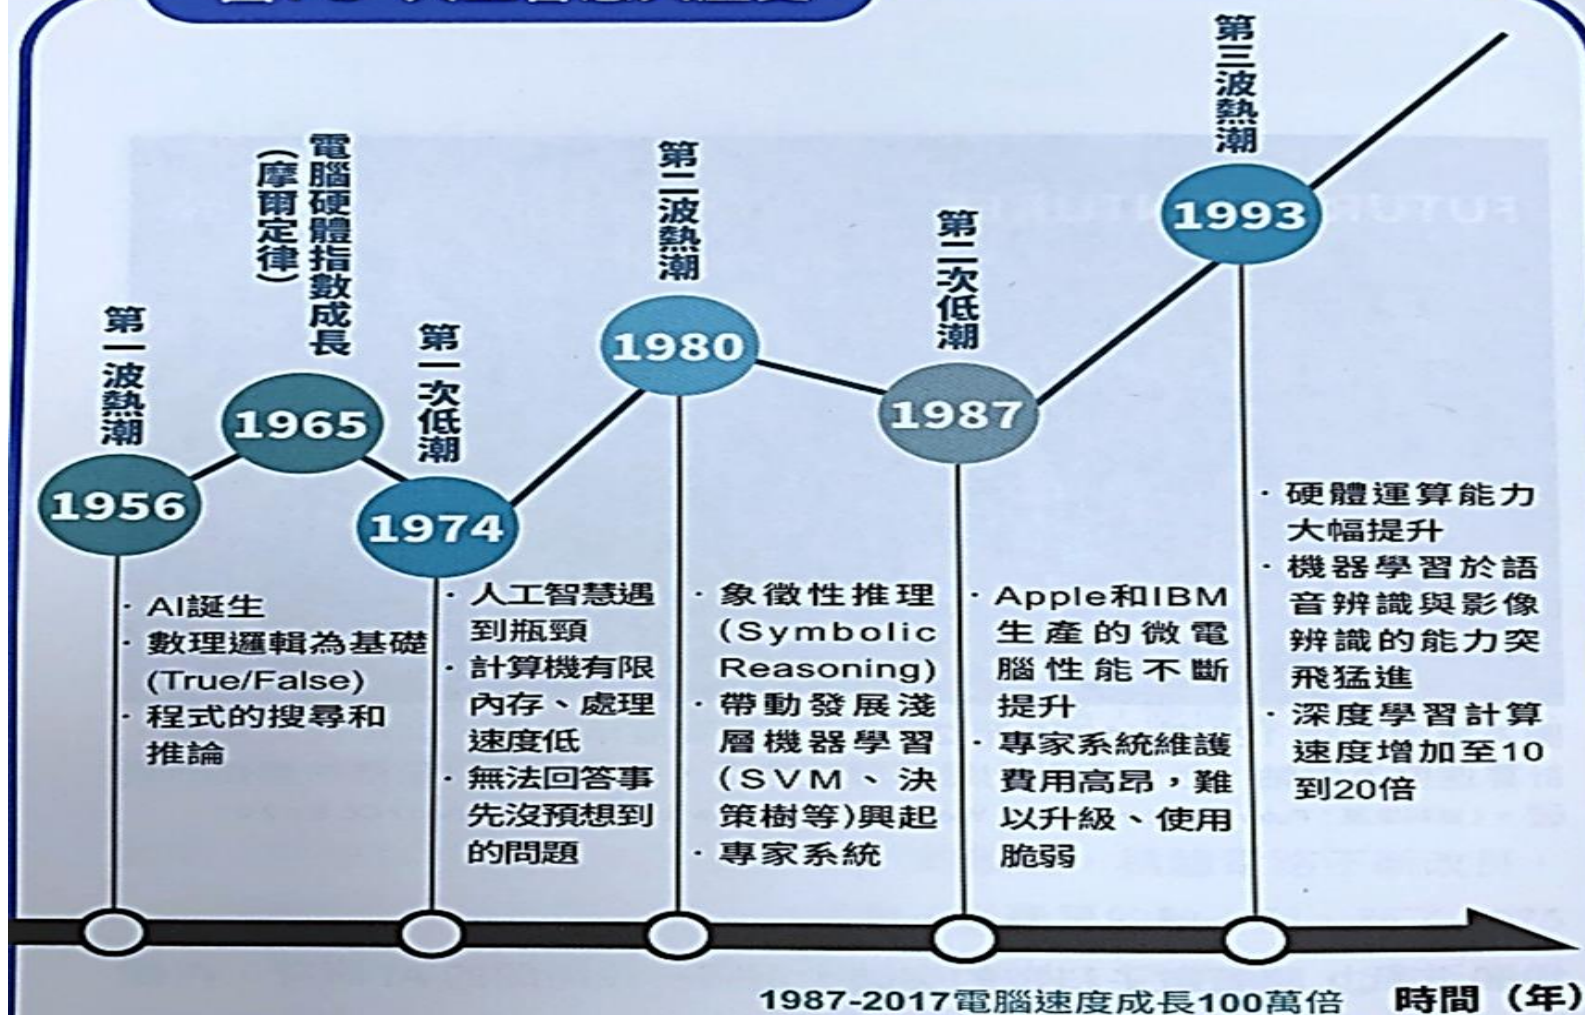 第一波熱潮
1956
・AI誕生
・數理邏輯為基礎
(True/False)
・程式的搜尋和
推論
電腦硬體指數成長
（摩爾定律）
1965
第一次低潮
1974
・人工智慧遇
到瓶頸
・計算機有限
內存、處理
速度低
・無法回答事
先沒預想到
的問題
第二波熱潮
1980
・象徵性推理
(Symbolic
Reasoning)
・帶動發展淺
層機器學習
(SVM、決
策樹等)興起
・專家系統
第二次低潮
1987
・Apple和IBM
生產的微電
腦性能不斷
提升
・專家系統維護
費用高昂，難
以升級、使用
脆弱
第三波熱潮
1993
・硬體運算能力
大幅提升
・機器學習於語
音辨識與影像
辨識的能力突
飛猛進
・深度學習計算
速度增加至10
到20倍
1987-2017電腦速度成長100萬倍
時間（年）